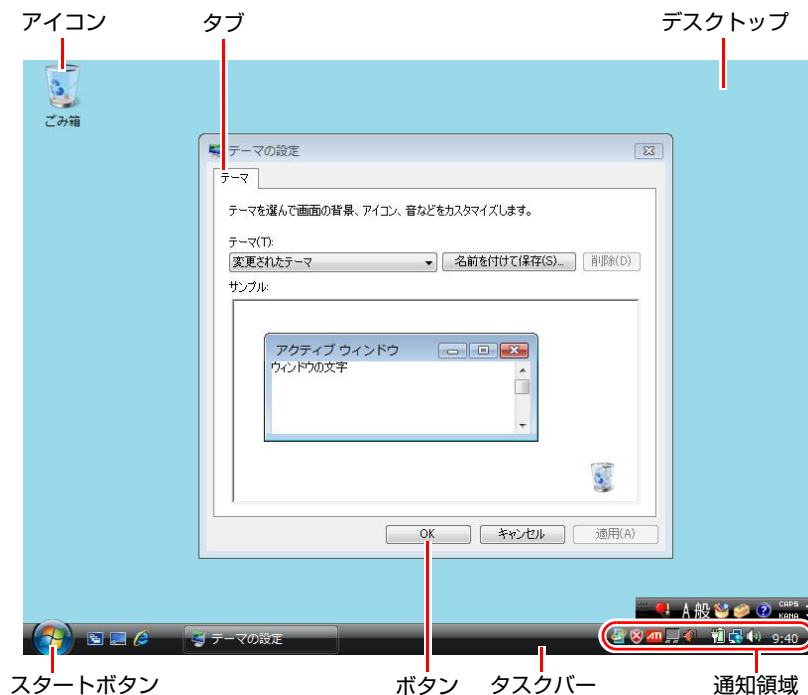 アイコン
タブ
デスクトップ
ごみ箱
テーマの設定
テーマ
テーマを選んで画面の背景、アイコン、音などをカスタマイズします。
テーマ(T):
変更されたテーマ
名前を付けて保存(S)...
削除(D)
サンプル:
アクティブ ウィンドウ
ウィンドウの文字
OK
キャンセル
適用(A)
A 般
CAPS
KANA
テーマの設定
ATI
9:40
スタートボタン
ボタン
タスクバー
通知領域